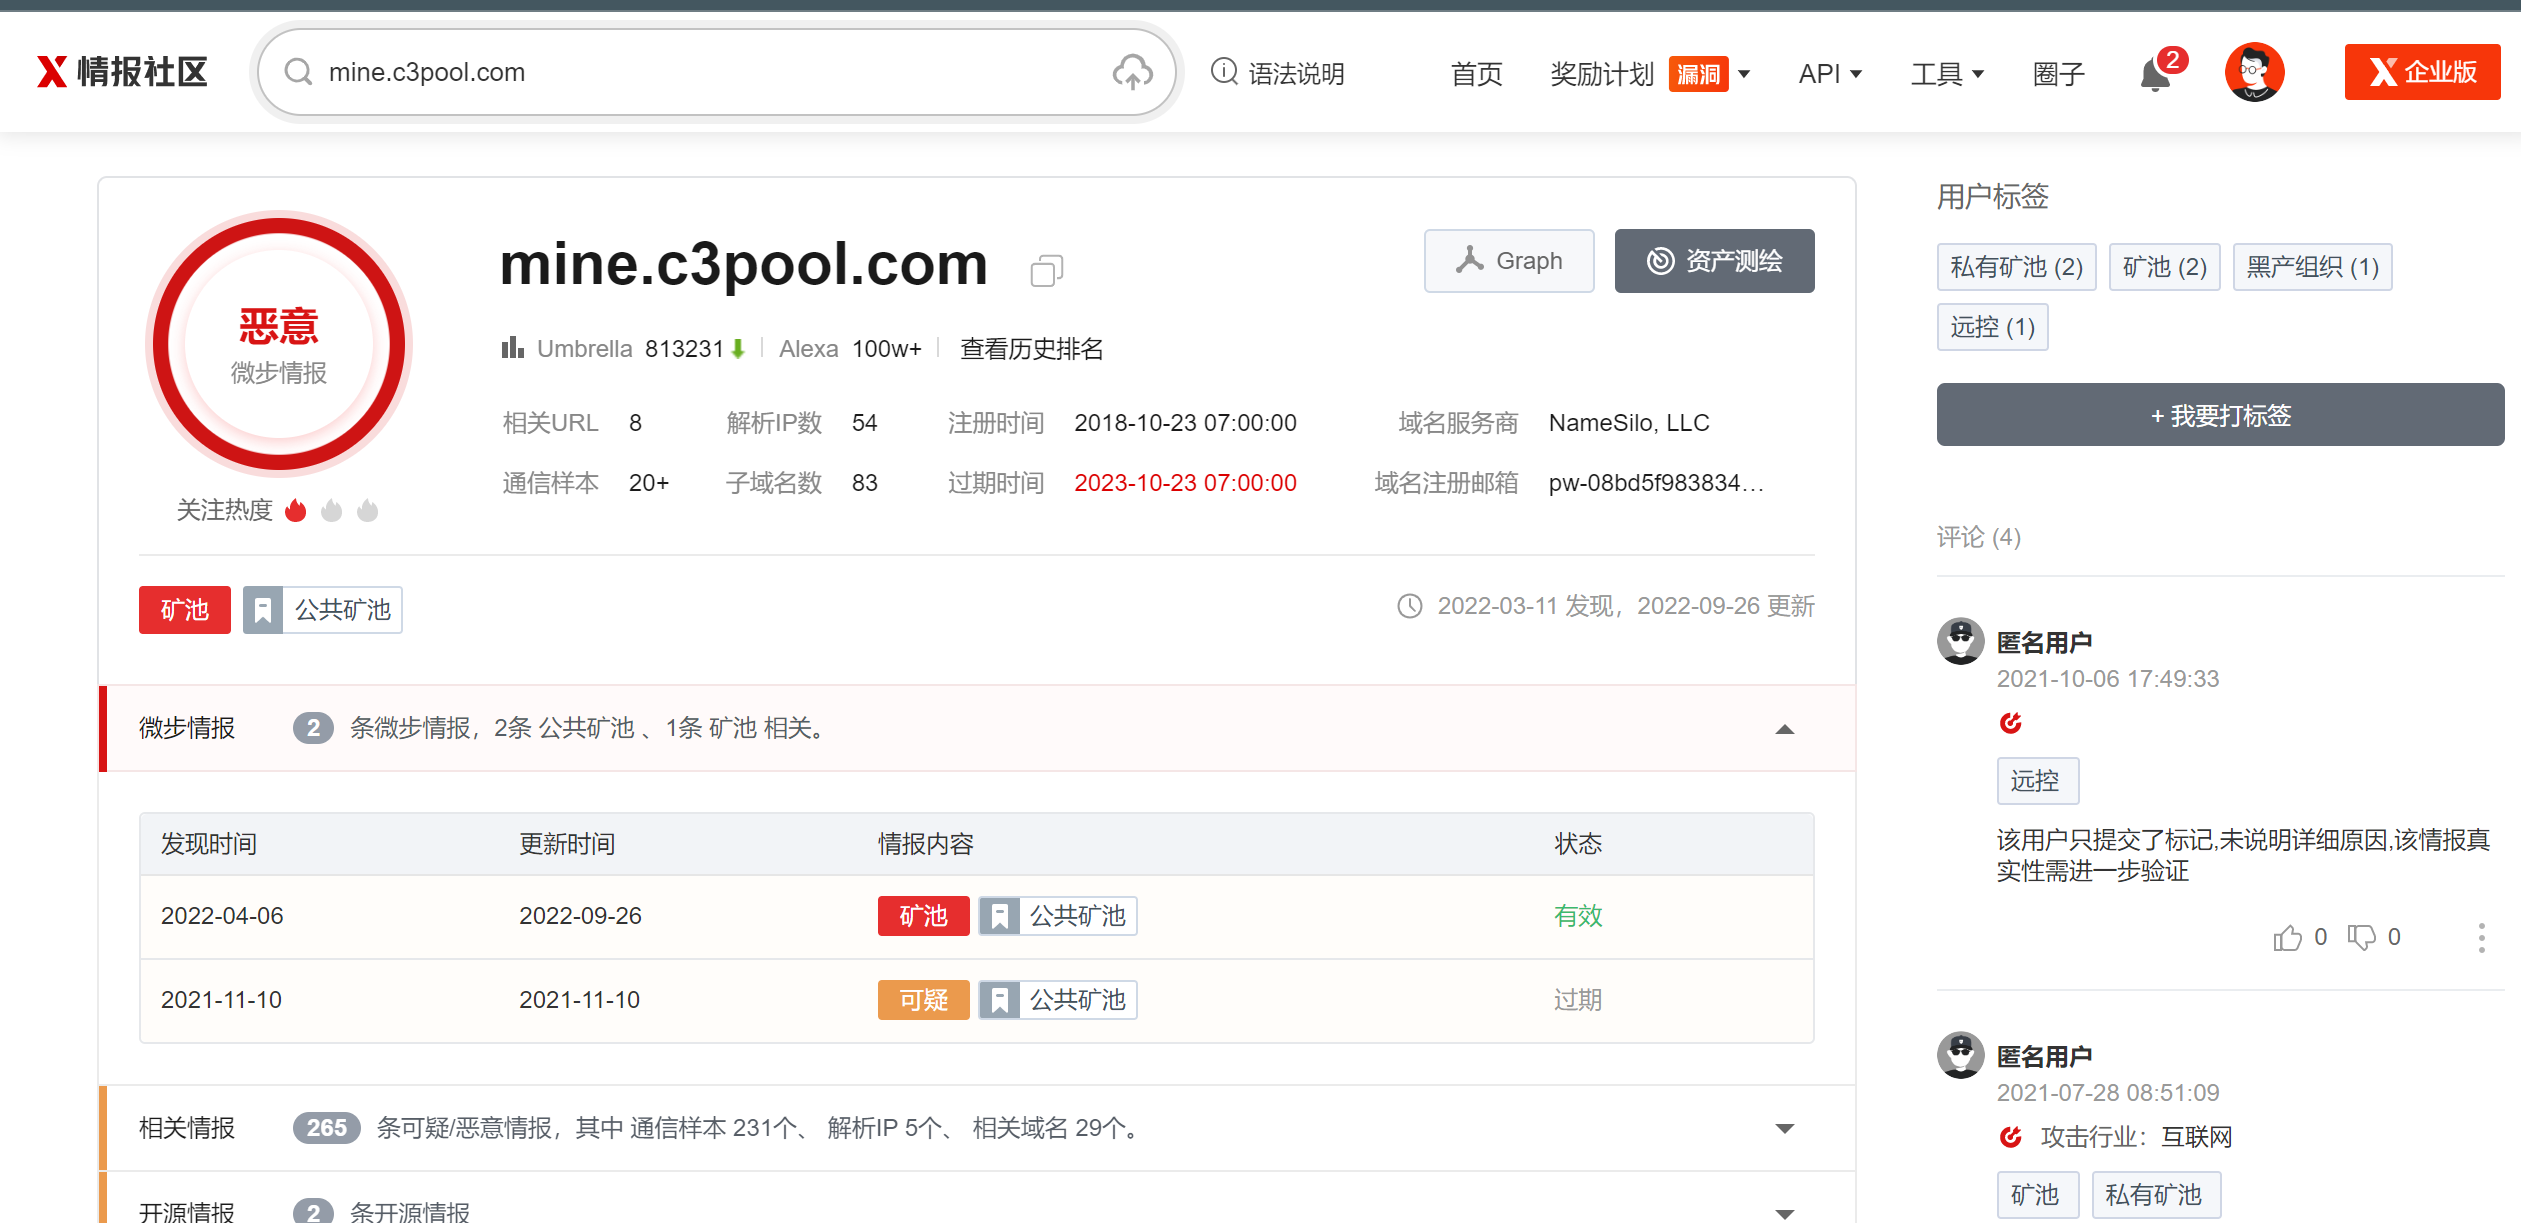 X 情报社区
mine.c3pool.com
语法说明
首页
奖励计划 漏洞
API
工具
圈子
2
企业版
恶意
微步情报
关注热度
mine.c3pool.com
Graph
资产测绘
Umbrella 813231 Alexa 100w+ 查看历史排名
相关URL 8 解析IP数 54 注册时间 2018-10-23 07:00:00 域名服务商 NameSilo, LLC
通信样本 20+ 子域名数 83 过期时间 2023-10-23 07:00:00 域名注册邮箱 pw-08bd5f983834...
矿池 公共矿池
2022-03-11 发现，2022-09-26 更新
微步情报 2 条微步情报，2条 公共矿池 、1条 矿池 相关。
发现时间 更新时间 情报内容 状态
2022-04-06 2022-09-26 矿池 公共矿池 有效
2021-11-10 2021-11-10 可疑 公共矿池 过期
相关情报 265 条可疑/恶意情报，其中 通信样本 231个、 解析IP 5个、 相关域名 29个。
开源情报 2 条开源情报
用户标签
私有矿池 (2) 矿池 (2) 黑产组织 (1)
远控 (1)
+ 我要打标签
评论 (4)
匿名用户
2021-10-06 17:49:33
远控
该用户只提交了标记,未说明详细原因,该情报真
实性需进一步验证
0 0
匿名用户
2021-07-28 08:51:09
攻击行业：互联网
矿池 私有矿池